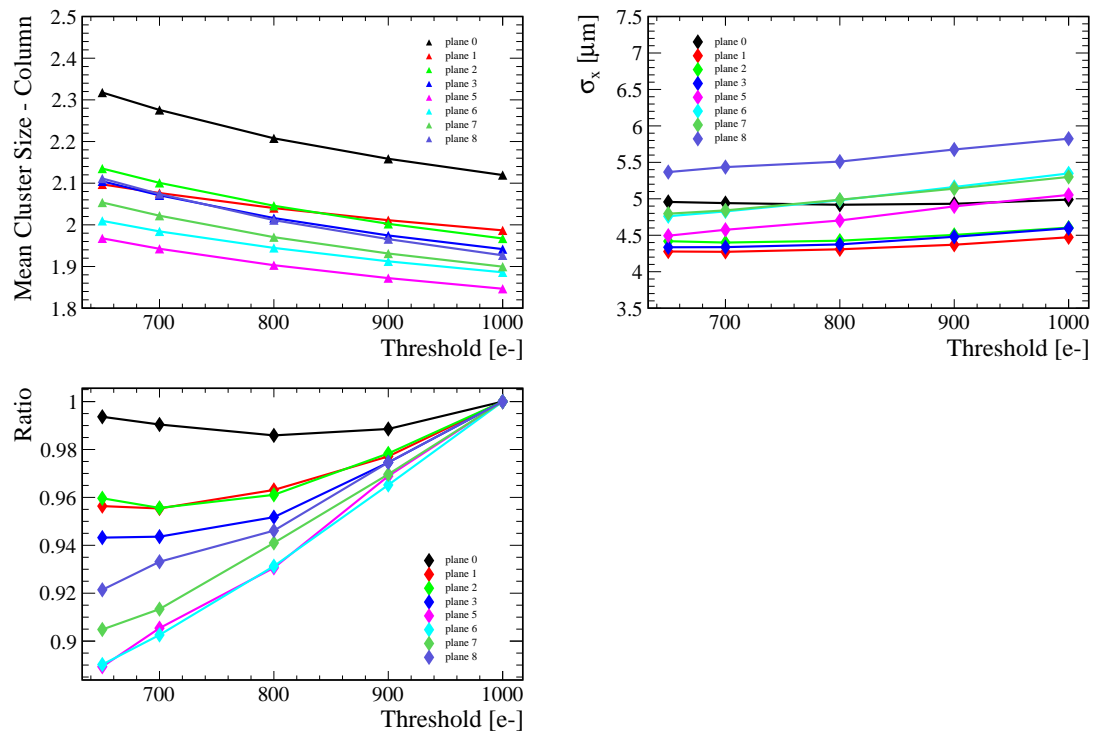 Mean Cluster Size - Column
2.5
2.4
2.3
2.2
2.1
2
1.9
1.8
plane 0
plane 1
plane 2
plane 3
plane 5
plane 6
plane 7
plane 8
700 800 900 1000
Threshold [e-]
σx [μm]
7.5
7
6.5
6
5.5
5
4.5
4
3.5
plane 0
plane 1
plane 2
plane 3
plane 5
plane 6
plane 7
plane 8
700 800 900 1000
Threshold [e-]
Ratio
1
0.98
0.96
0.94
0.92
0.9
plane 0
plane 1
plane 2
plane 3
plane 5
plane 6
plane 7
plane 8
700 800 900 1000
Threshold [e-]